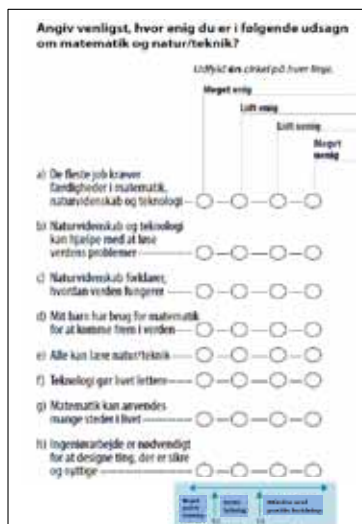 Angiv venligst, hvor enig du er i følgende udsagn
om matematik og natur/teknik?
Udfyld én cirkel på hver linje.
Meget enig
Lidt enig
Lidt uenig
Meget
uenig
a) De fleste job kræver
færdigheder i matematik,
naturvidenskab og teknologi
b) Naturvidenskab og teknologi
kan hjælpe med at løse
verdens problemer
c) Naturvidenskab forklarer,
hvordan verden fungerer
d) Mit barn har brug for matematik
for at komme frem i verden
e) Alle kan lære natur/teknik
f) Teknologi gør livet lettere
g) Matematik kan anvendes
mange steder i livet
h) Ingeniørarbejde er nødvendigt
for at designe ting, der er sikre
og nyttige
Meget
positiv